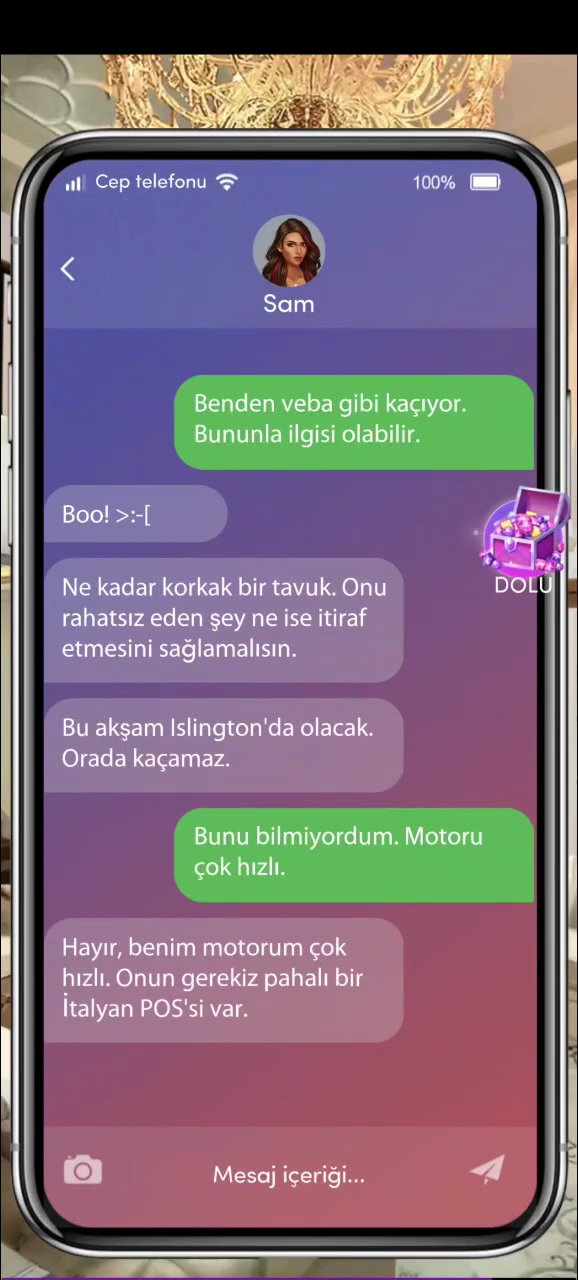 Cep telefonu
100%
Sam
Benden veba gibi kaçıyor.
Bununla ilgisi olabilir.
Boo! >:-[
DOLU
Ne kadar korkak bir tavuk. Onu
rahatsız eden şey ne ise itiraf
etmesini sağlamalısın.
Bu akşam Islington'da olacak.
Orada kaçamaz.
Bunu bilmiyordum. Motoru
çok hızlı.
Hayır, benim motorum çok
hızlı. Onun gerekiz pahalı bir
İtalyan POS'si var.
Mesaj içeriği...